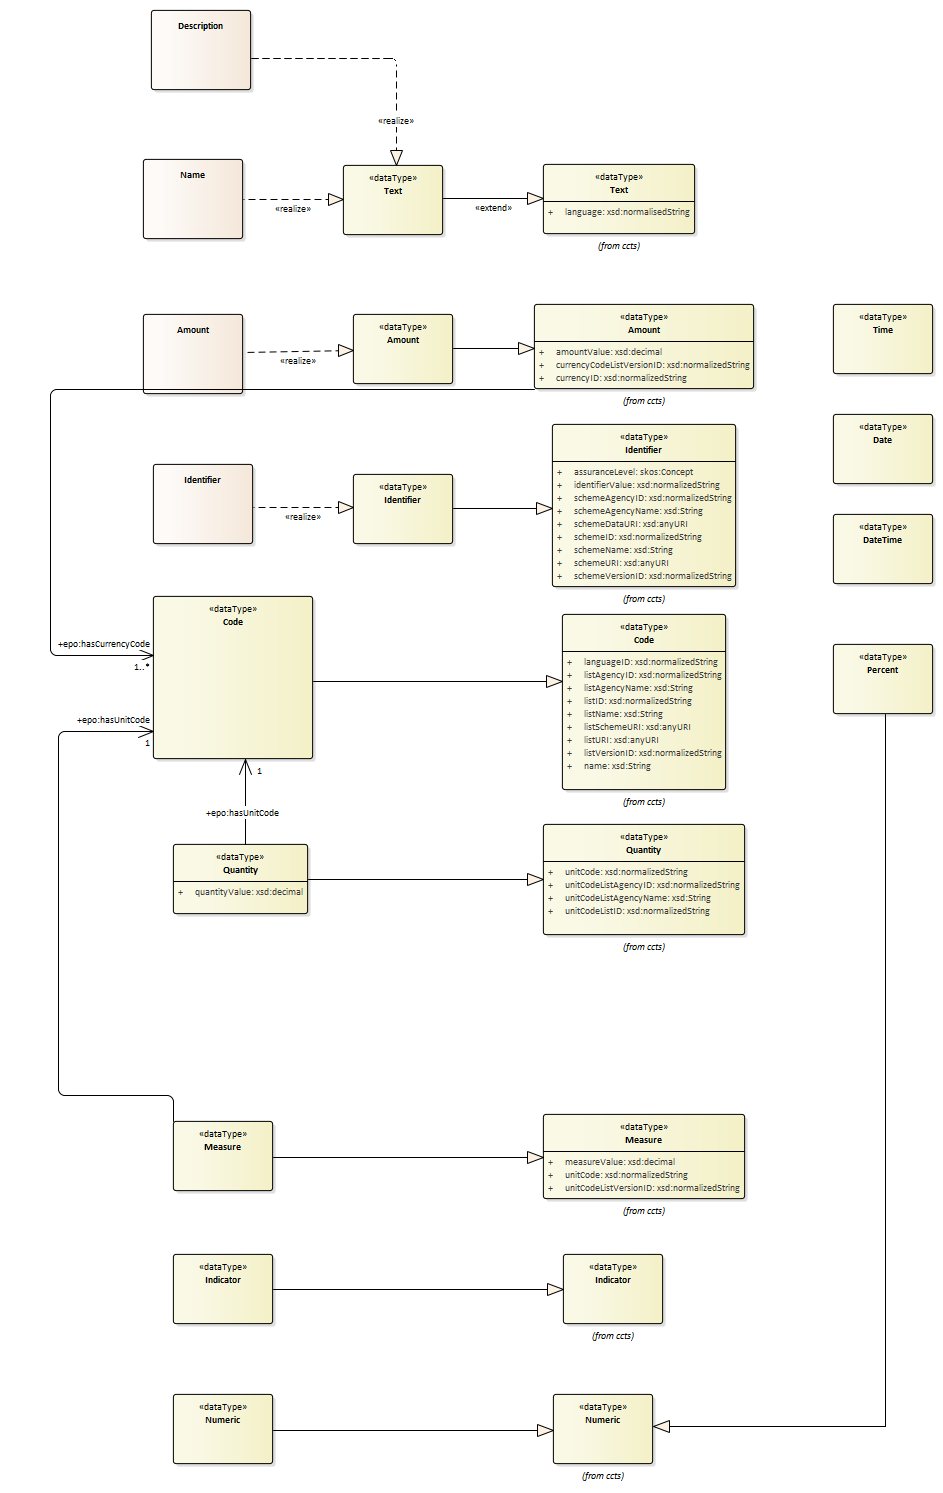 Description
«realize»
Name
«realize»
«dataType»
Text
«extend»
«dataType»
Text
+ language: xsd:normalisedString
(from ccts)
Amount
«realize»
«dataType»
Amount
«dataType»
Amount
+ amountValue: xsd:decimal
+ currencyCodeListVersionID: xsd:normalizedString
+ currencyID: xsd:normalizedString
(from ccts)
«dataType»
Time
«dataType»
Date
Identifier
«realize»
«dataType»
Identifier
«dataType»
Identifier
+ assuranceLevel: skos:Concept
+ identifierValue: xsd:normalizedString
+ schemeAgencyID: xsd:normalizedString
+ schemeAgencyName: xsd:String
+ schemeDataURI: xsd:anyURI
+ schemeID: xsd:normalizedString
+ schemeName: xsd:String
+ schemeURI: xsd:anyURI
+ schemeVersionID: xsd:normalizedString
(from ccts)
«dataType»
DateTime
«dataType»
Code
+epo:hasCurrencyCode
1..*
+epo:hasUnitCode
1
«dataType»
Code
+ languageID: xsd:normalizedString
+ listAgencyID: xsd:normalizedString
+ listAgencyName: xsd:String
+ listID: xsd:normalizedString
+ listName: xsd:String
+ listSchemeURI: xsd:anyURI
+ listURI: xsd:anyURI
+ listVersionID: xsd:normalizedString
+ name: xsd:String
(from ccts)
«dataType»
Percent
1
+epo:hasUnitCode
«dataType»
Quantity
+ quantityValue: xsd:decimal
«dataType»
Quantity
+ unitCode: xsd:normalizedString
+ unitCodeListAgencyID: xsd:normalizedString
+ unitCodeListAgencyName: xsd:String
+ unitCodeListID: xsd:normalizedString
(from ccts)
«dataType»
Measure
«dataType»
Measure
+ measureValue: xsd:decimal
+ unitCode: xsd:normalizedString
+ unitCodeListVersionID: xsd:normalizedString
(from ccts)
«dataType»
Indicator
«dataType»
Indicator
(from ccts)
«dataType»
Numeric
«dataType»
Numeric
(from ccts)